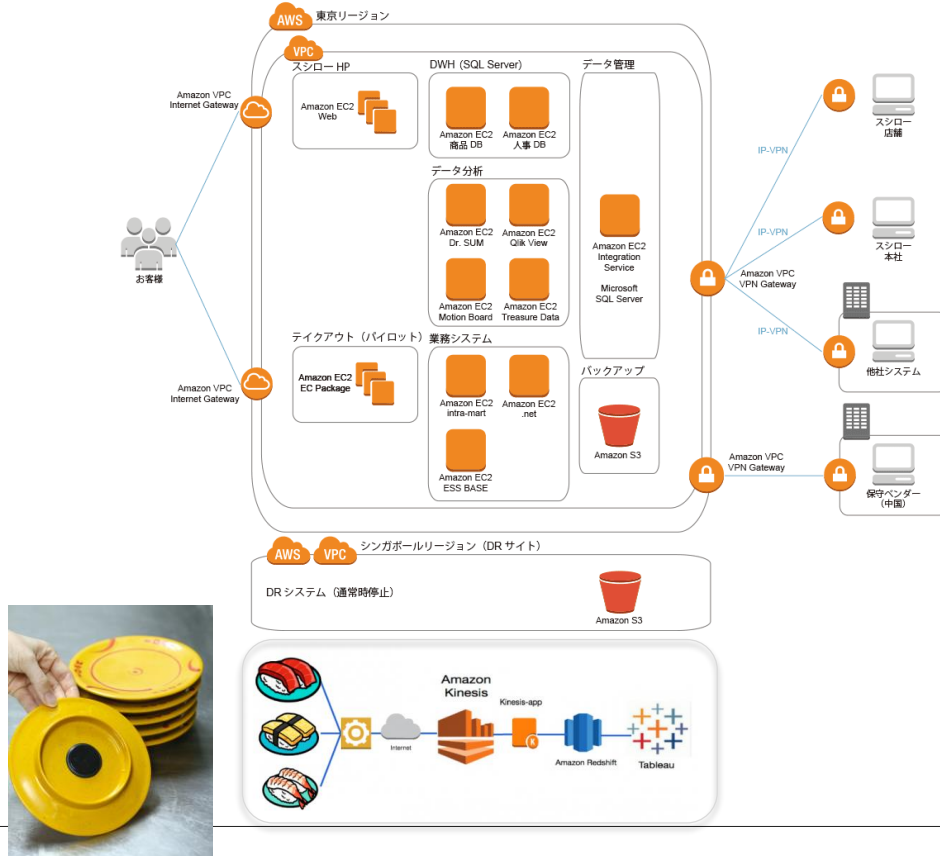 AWS
東京リージョン
VPC
スシロー HP
Amazon EC2
Web
DWH（SQL Server）
Amazon EC2
商品 DB
Amazon EC2
人事 DB
データ管理
Amazon EC2
Integration
Service
Microsoft
SQL Server
データ分析
Amazon EC2
Dr. SUM
Amazon EC2
Qlik View
Amazon EC2
Motion Board
Amazon EC2
Treasure Data
テイクアウト（パイロット）
Amazon EC2
EC Package
業務システム
Amazon EC2
intra-mart
Amazon EC2
.net
Amazon EC2
ESS BASE
バックアップ
Amazon S3
Amazon VPC
Internet Gateway
お客様
Amazon VPC
Internet Gateway
IP-VPN
スシロー
店舗
IP-VPN
スシロー
本社
Amazon VPC
VPN Gateway
IP-VPN
他社システム
Amazon VPC
VPN Gateway
保守ベンダー
（中国）
AWS
VPC
シンガポールリージョン（DR サイト）
DR システム（通常時停止）
Amazon S3
Amazon
Kinesis
Kinesis-app
K
Internet
Amazon Redshift
Tableau